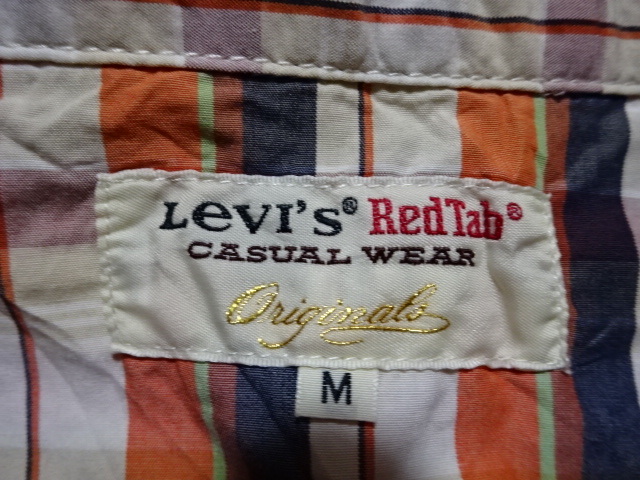 Levi's® RedTab®
CASUAL WEAR
Originals
M